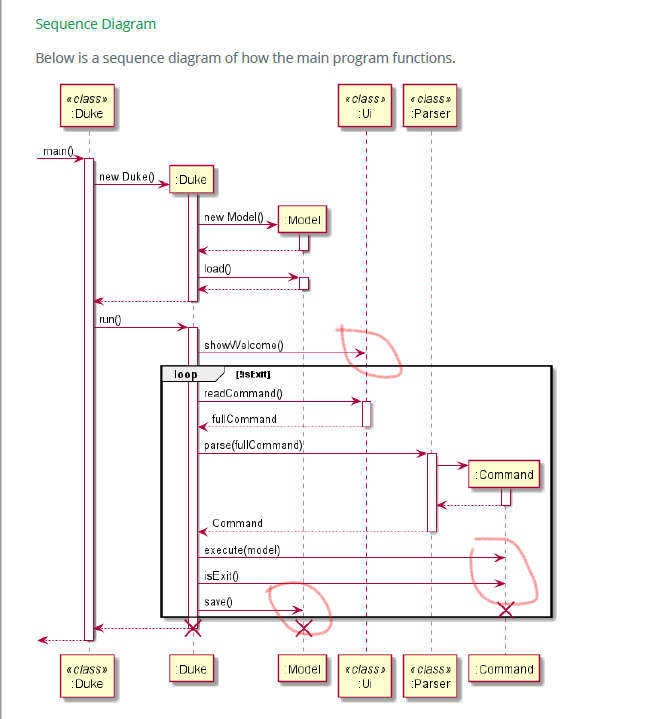 Sequence Diagram
Below is a sequence diagram of how the main program functions.
«class»
:Duke
«class»
:Ui
«class»
:Parser
main()
new Duke()
:Duke
new Model()
:Model
load()
run()
showWelcome()
loop
[!isExit]
readCommand()
fullCommand
parse(fullCommand)
:Command
Command
execute(model)
isExit()
save()
«class»
:Duke
:Duke
:Model
«class»
:Ui
«class»
:Parser
:Command